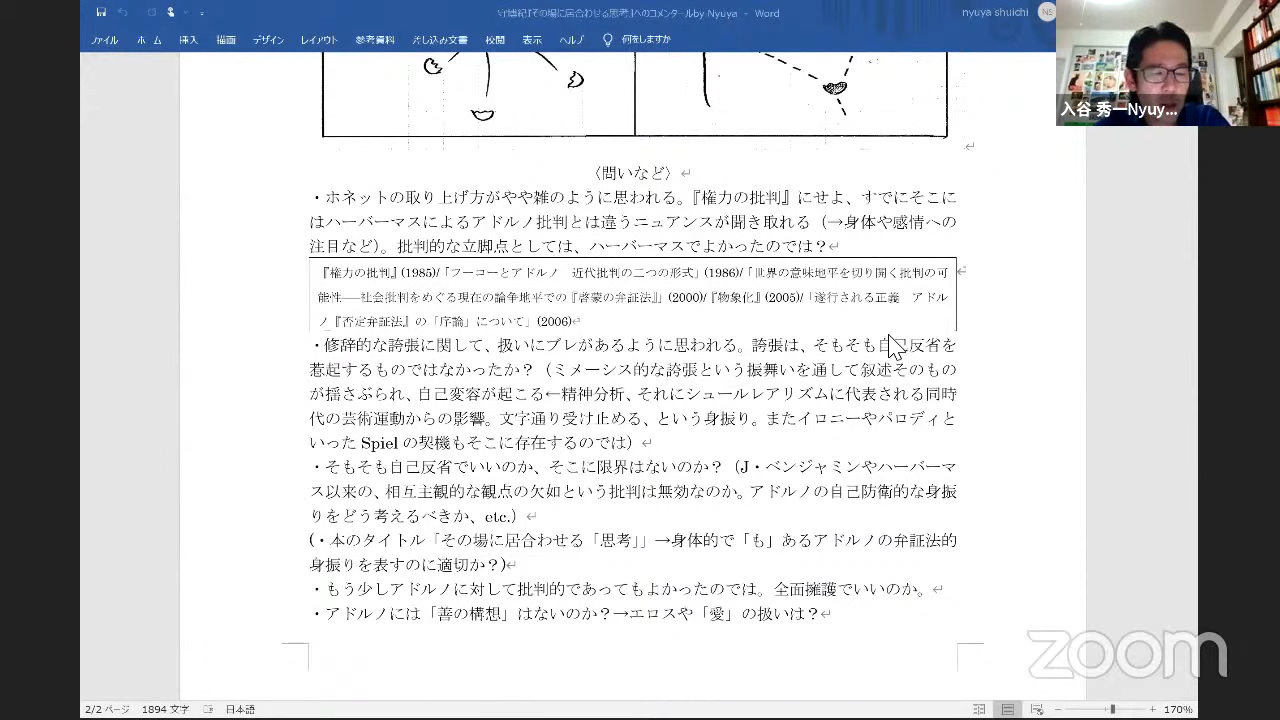 守博紀『その場に居合わせる思考』へのコメンタールby Nyuya - Word
nyuya shuichi
NS
ファイル ホーム 挿入 描画 デザイン レイアウト 参考資料 差し込み文書 校閲 表示 ヘルプ 何をしますか
入谷 秀一Nyuy...
〈問いなど〉
・ホネットの取り上げ方がやや雑のように思われる。『権力の批判』にせよ、すでにそこに
はハーバーマスによるアドルノ批判とは違うニュアンスが聞き取れる（→身体や感情への
注目など）。批判的な立脚点としては、ハーバーマスでよかったのでは？
『権力の批判』(1985)/「フーコーとアドルノ　近代批判の二つの形式」(1986)/「世界の意味地平を切り開く批判の可
能性―社会批判をめぐる現在の論争地平での『啓蒙の弁証法』」(2000)/『物象化』(2005)/「遂行される正義　アドル
ノ『否定弁証法』の「序論」について」(2006)
・修辞的な誇張に関して、扱いにブレがあるように思われる。誇張は、そもそも自己反省を
惹起するものではなかったか？（ミメーシス的な誇張という振舞いを通して叙述そのもの
が揺さぶられ、自己変容が起こる←精神分析、それにシュールレアリズムに代表される同時
代の芸術運動からの影響。文字通り受け止める、という身振り。またイロニーやパロディと
いった Spiel の契機もそこに存在するのでは）
・そもそも自己反省でいいのか、そこに限界はないのか？（J・ベンジャミンやハーバーマ
ス以来の、相互主観的な観点の欠如という批判は無効なのか。アドルノの自己防衛的な身振
りをどう考えるべきか、etc.）
(・本のタイトル「その場に居合わせる「思考」」→身体的で「も」あるアドルノの弁証法的
身振りを表すのに適切か？)
・もう少しアドルノに対して批判的であってもよかったのでは。全面擁護でいいのか。
・アドルノには「善の構想」はないのか？→エロスや「愛」の扱いは？
zoom
2/2 ページ 1894 文字 日本語 170%